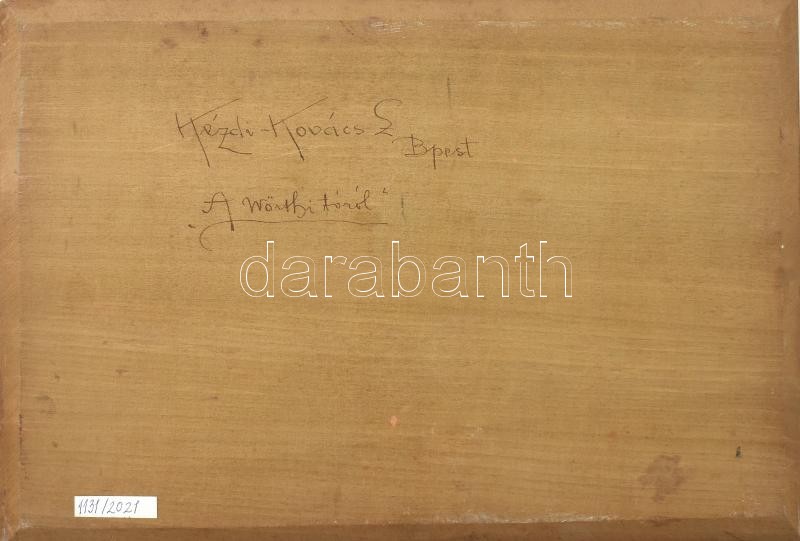 Kézdi-Kovács L
Bpest
„A Wörthi tóról"
darabanth
1131/2021